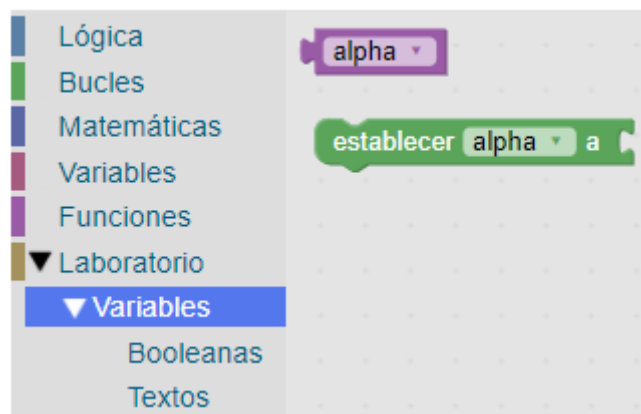 Lógica
Bucles
Matemáticas
Variables
Funciones
Laboratorio
Variables
Booleanas
Textos
alpha
establecer alpha a